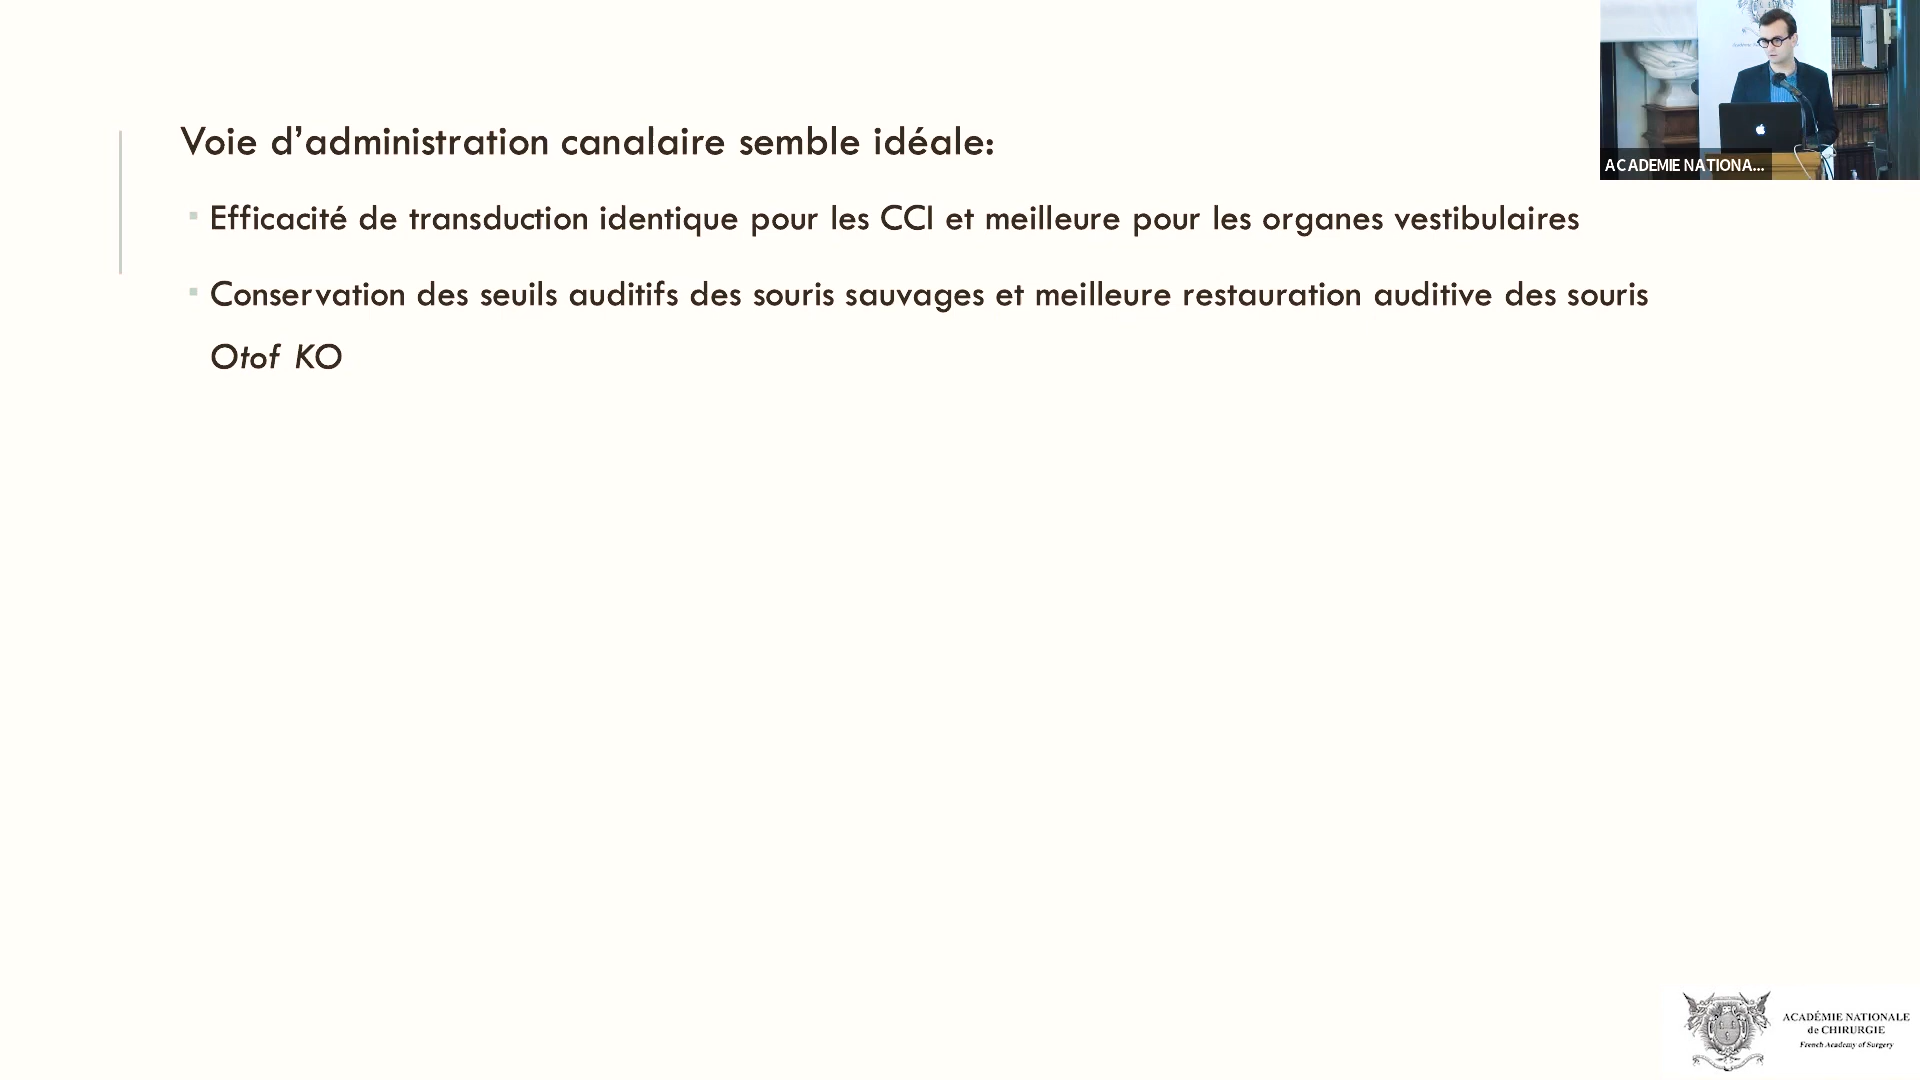 Voie d’administration canalaire semble idéale:
Efficacité de transduction identique pour les CCI et meilleure pour les organes vestibulaires
Conservation des seuils auditifs des souris sauvages et meilleure restauration auditive des souris
Otof KO
ACADEMIE NATIONA...
ACADÉMIE NATIONALE
de CHIRURGIE
French Academy of Surgery